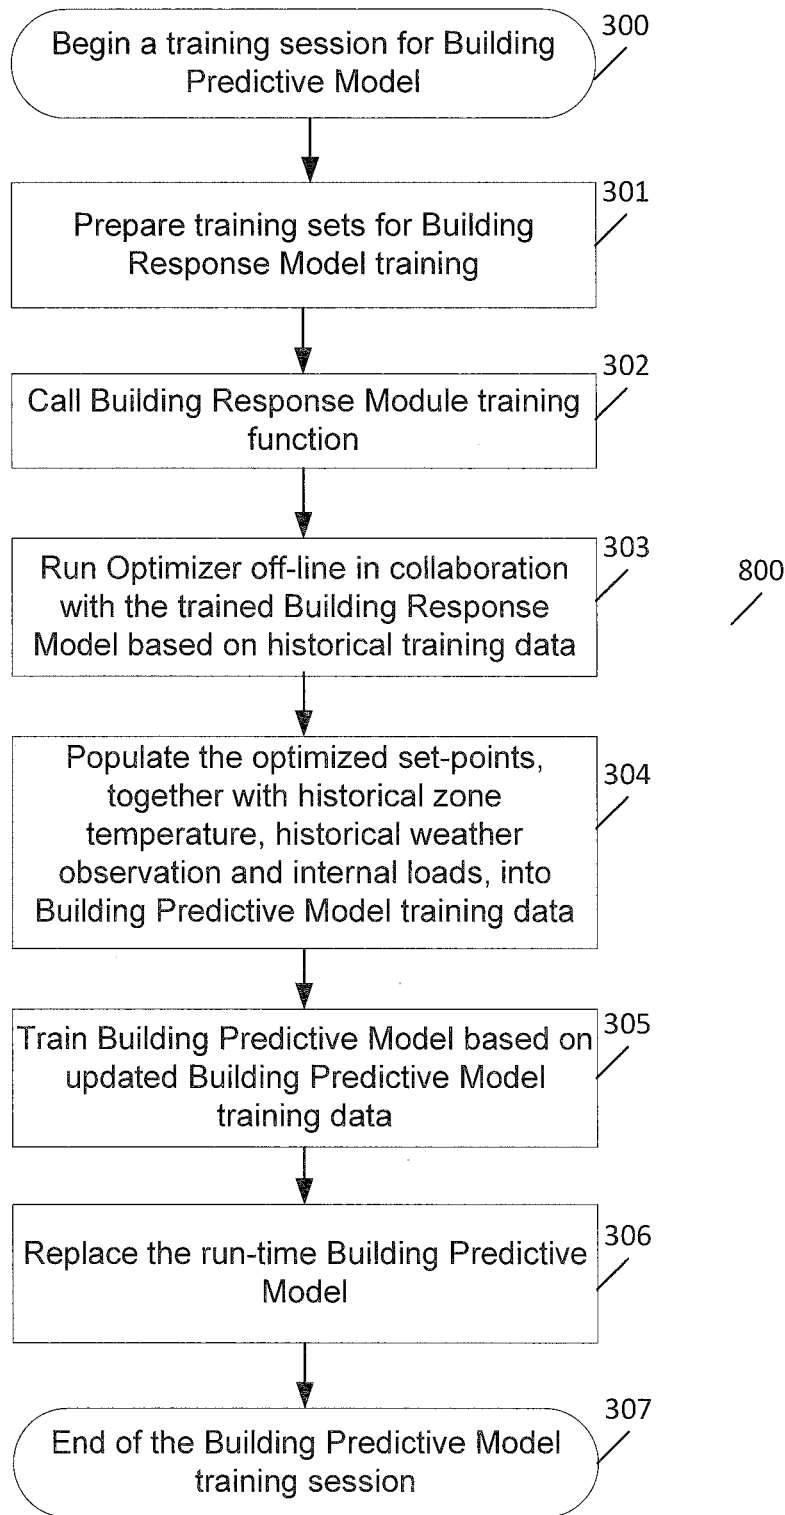 Begin a training session for Building
Predictive Model
300
Prepare training sets for Building
Response Model training
301
Call Building Response Module training
function
302
Run Optimizer off-line in collaboration
with the trained Building Response
Model based on historical training data
303
800
Populate the optimized set-points,
together with historical zone
temperature, historical weather
observation and internal loads, into
Building Predictive Model training data
304
Train Building Predictive Model based on
updated Building Predictive Model
training data
305
Replace the run-time Building Predictive
Model
306
End of the Building Predictive Model
training session
307